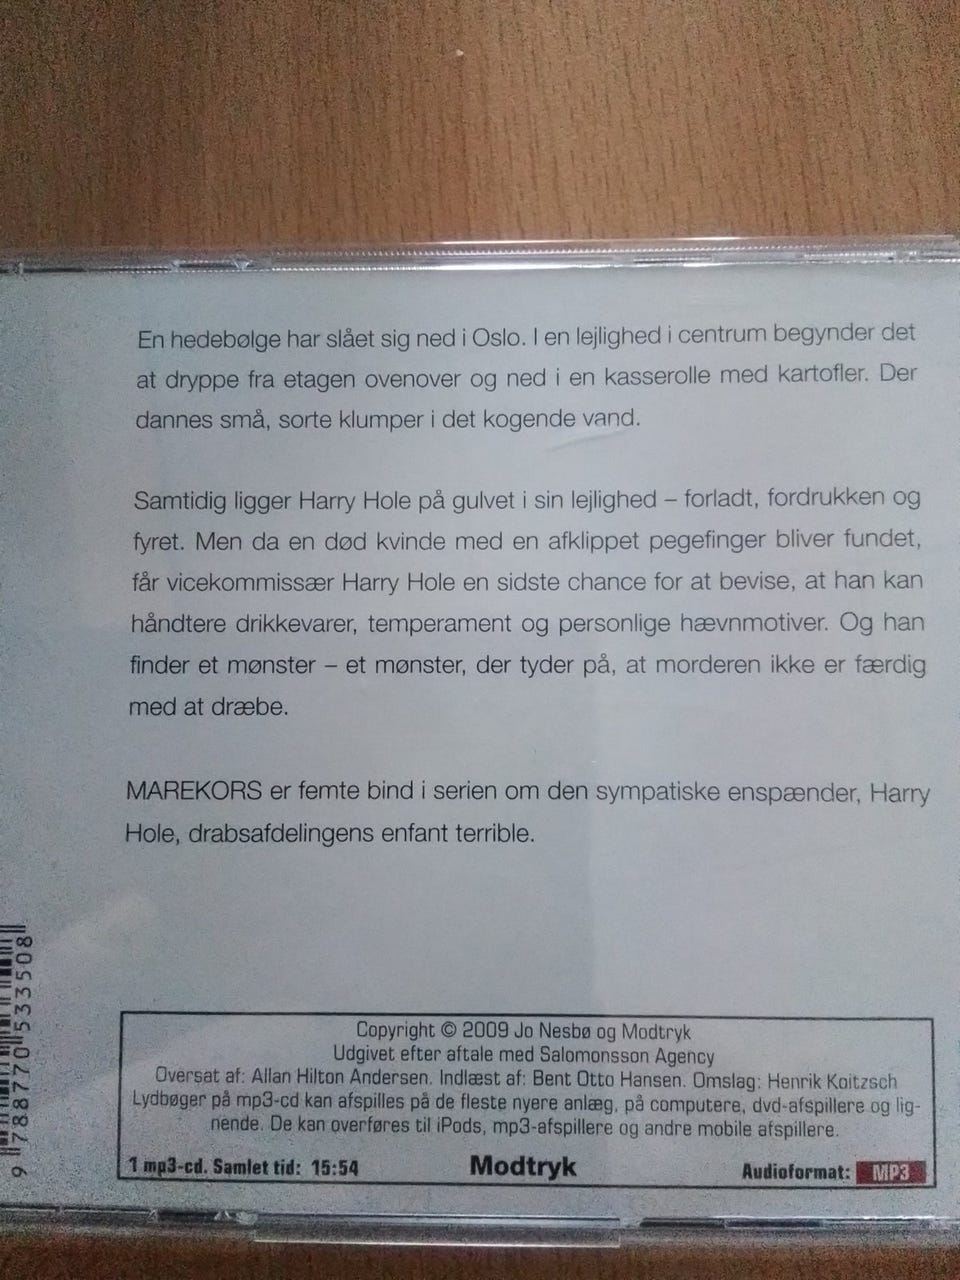 En hedebølge har slået sig ned i Oslo. I en lejlighed i centrum begynder det
at dryppe fra etagen ovenover og ned i en kasserolle med kartofler. Der
dannes små, sorte klumper i det kogende vand.
Samtidig ligger Harry Hole på gulvet i sin lejlighed – forladt, fordrukken og
fyret. Men da en død kvinde med en afklippet pegefinger bliver fundet,
får vicekommissær Harry Hole en sidste chance for at bevise, at han kan
håndtere drikkevarer, temperament og personlige hævnmotiver. Og han
finder et mønster – et mønster, der tyder på, at morderen ikke er færdig
med at dræbe.
MAREKORS er femte bind i serien om den sympatiske enspænder, Harry
Hole, drabsafdelingens enfant terrible.
9 788770 533508
Copyright © 2009 Jo Nesbø og Modtryk
Udgivet efter aftale med Salomonsson Agency
Oversat af: Allan Hilton Andersen. Indlæst af: Bent Otto Hansen. Omslag: Henrik Koitzsch
Lydbøger på mp3-cd kan afspilles på de fleste nyere anlæg, på computere, dvd-afspillere og lig-
nende. De kan overføres til iPods, mp3-afspillere og andre mobile afspillere.
1 mp3-cd. Samlet tid: 15:54 Modtryk Audioformat: MP3